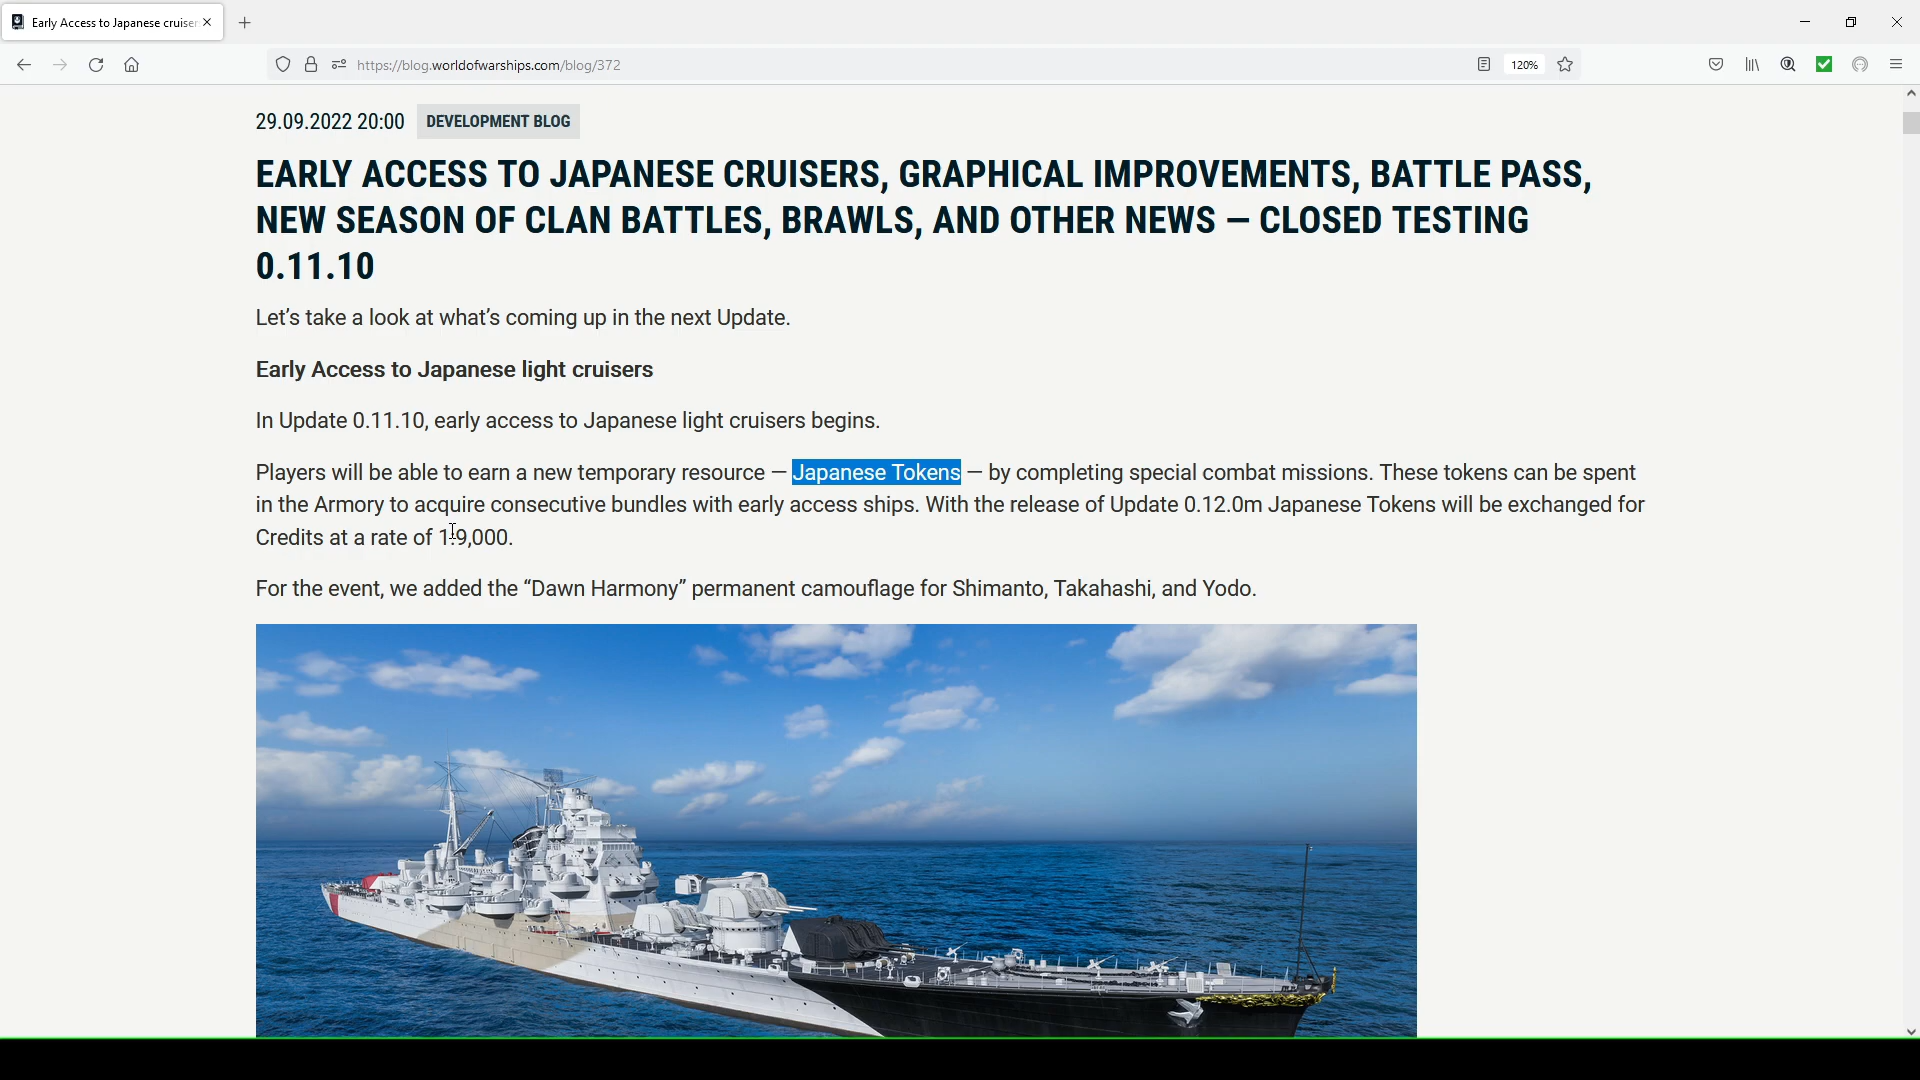 Early Access to Japanese cruiser
https://blog.worldofwarships.com/blog/372
120%
29.09.2022 20:00 DEVELOPMENT BLOG
EARLY ACCESS TO JAPANESE CRUISERS, GRAPHICAL IMPROVEMENTS, BATTLE PASS,
NEW SEASON OF CLAN BATTLES, BRAWLS, AND OTHER NEWS — CLOSED TESTING
0.11.10
Let’s take a look at what’s coming up in the next Update.
Early Access to Japanese light cruisers
In Update 0.11.10, early access to Japanese light cruisers begins.
Players will be able to earn a new temporary resource — Japanese Tokens — by completing special combat missions. These tokens can be spent
in the Armory to acquire consecutive bundles with early access ships. With the release of Update 0.12.0m Japanese Tokens will be exchanged for
Credits at a rate of 1:9,000.
For the event, we added the “Dawn Harmony” permanent camouflage for Shimanto, Takahashi, and Yodo.